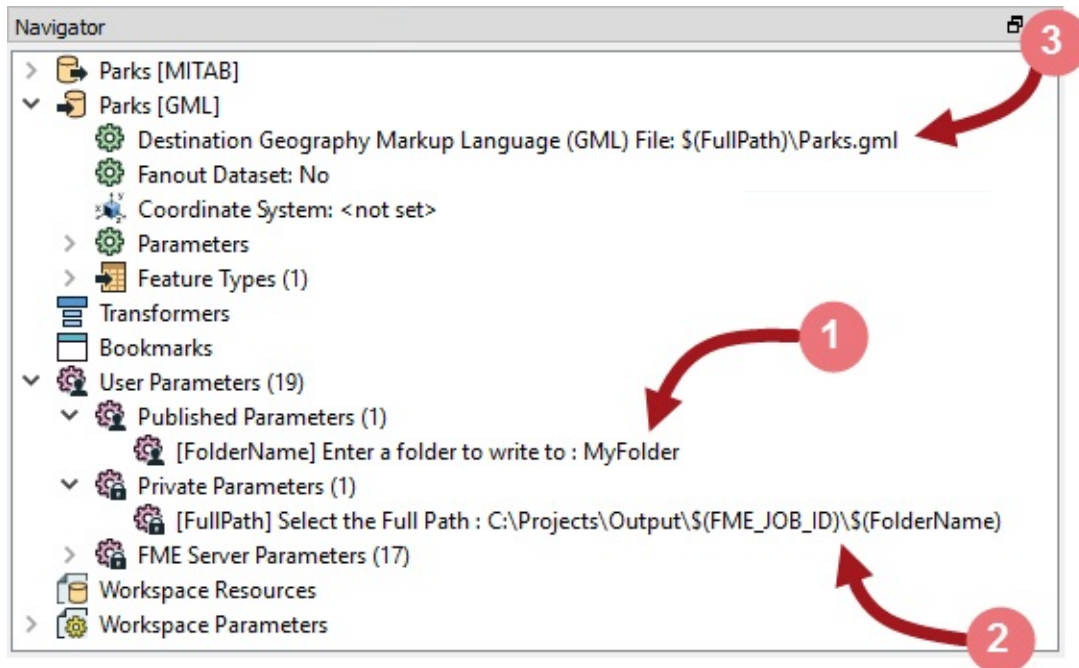 Navigator
3
Parks [MITAB]
Parks [GML]
Destination Geography Markup Language (GML) File: $(FullPath)\Parks.gml
Fanout Dataset: No
Coordinate System: <not set>
Parameters
Feature Types (1)
Transformers
1
Bookmarks
User Parameters (19)
Published Parameters (1)
[FolderName] Enter a folder to write to : MyFolder
Private Parameters (1)
[FullPath] Select the Full Path : C:\Projects\Output\$(FME_JOB_ID)\$(FolderName)
FME Server Parameters (17)
Workspace Resources
Workspace Parameters
2